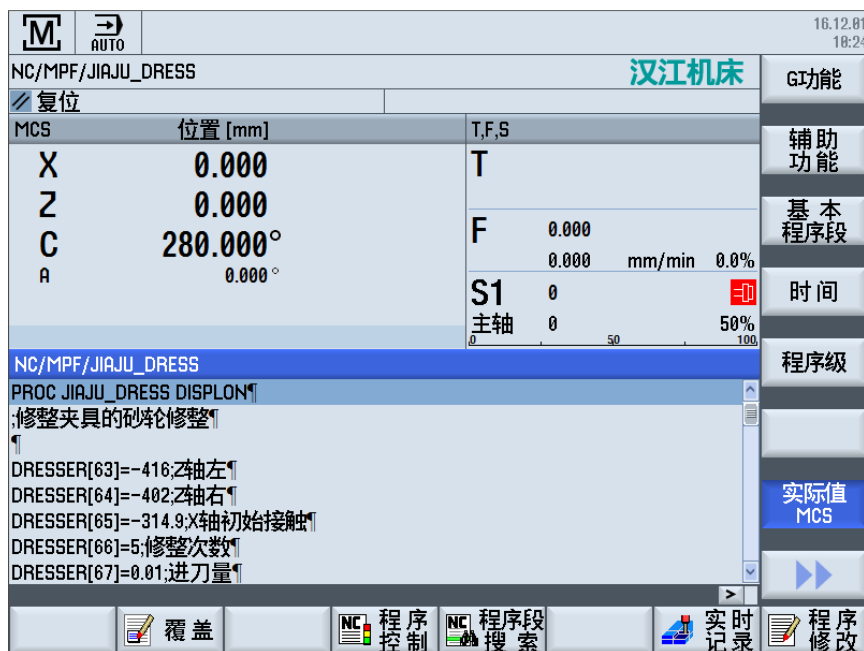 M AUTO
16.12.01
10:24
NC/MPF/JIAJU_DRESS 汉江机床
复位
MCS 位置 [mm] T,F,S
X 0.000
Z 0.000
C 280.000°
A 0.000°
T
F 0.000
0.000 mm/min 0.0%
S1 0
主轴 0 50%
0 50 100
NC/MPF/JIAJU_DRESS
PROC JIAJU_DRESS DISPLON¶
;修整夹具的砂轮修整¶
¶
DRESSER[63]=-416;Z轴左¶
DRESSER[64]=-402;Z轴右¶
DRESSER[65]=-314.9;X轴初始接触¶
DRESSER[66]=5;修整次数¶
DRESSER[67]=0.01;进刀量¶
GI功能
辅助
功能
基本
程序段
时间
程序级
实际值
MCS
覆盖
NC 程序
控制
NC 程序段
搜索
实时
记录
程序
修改